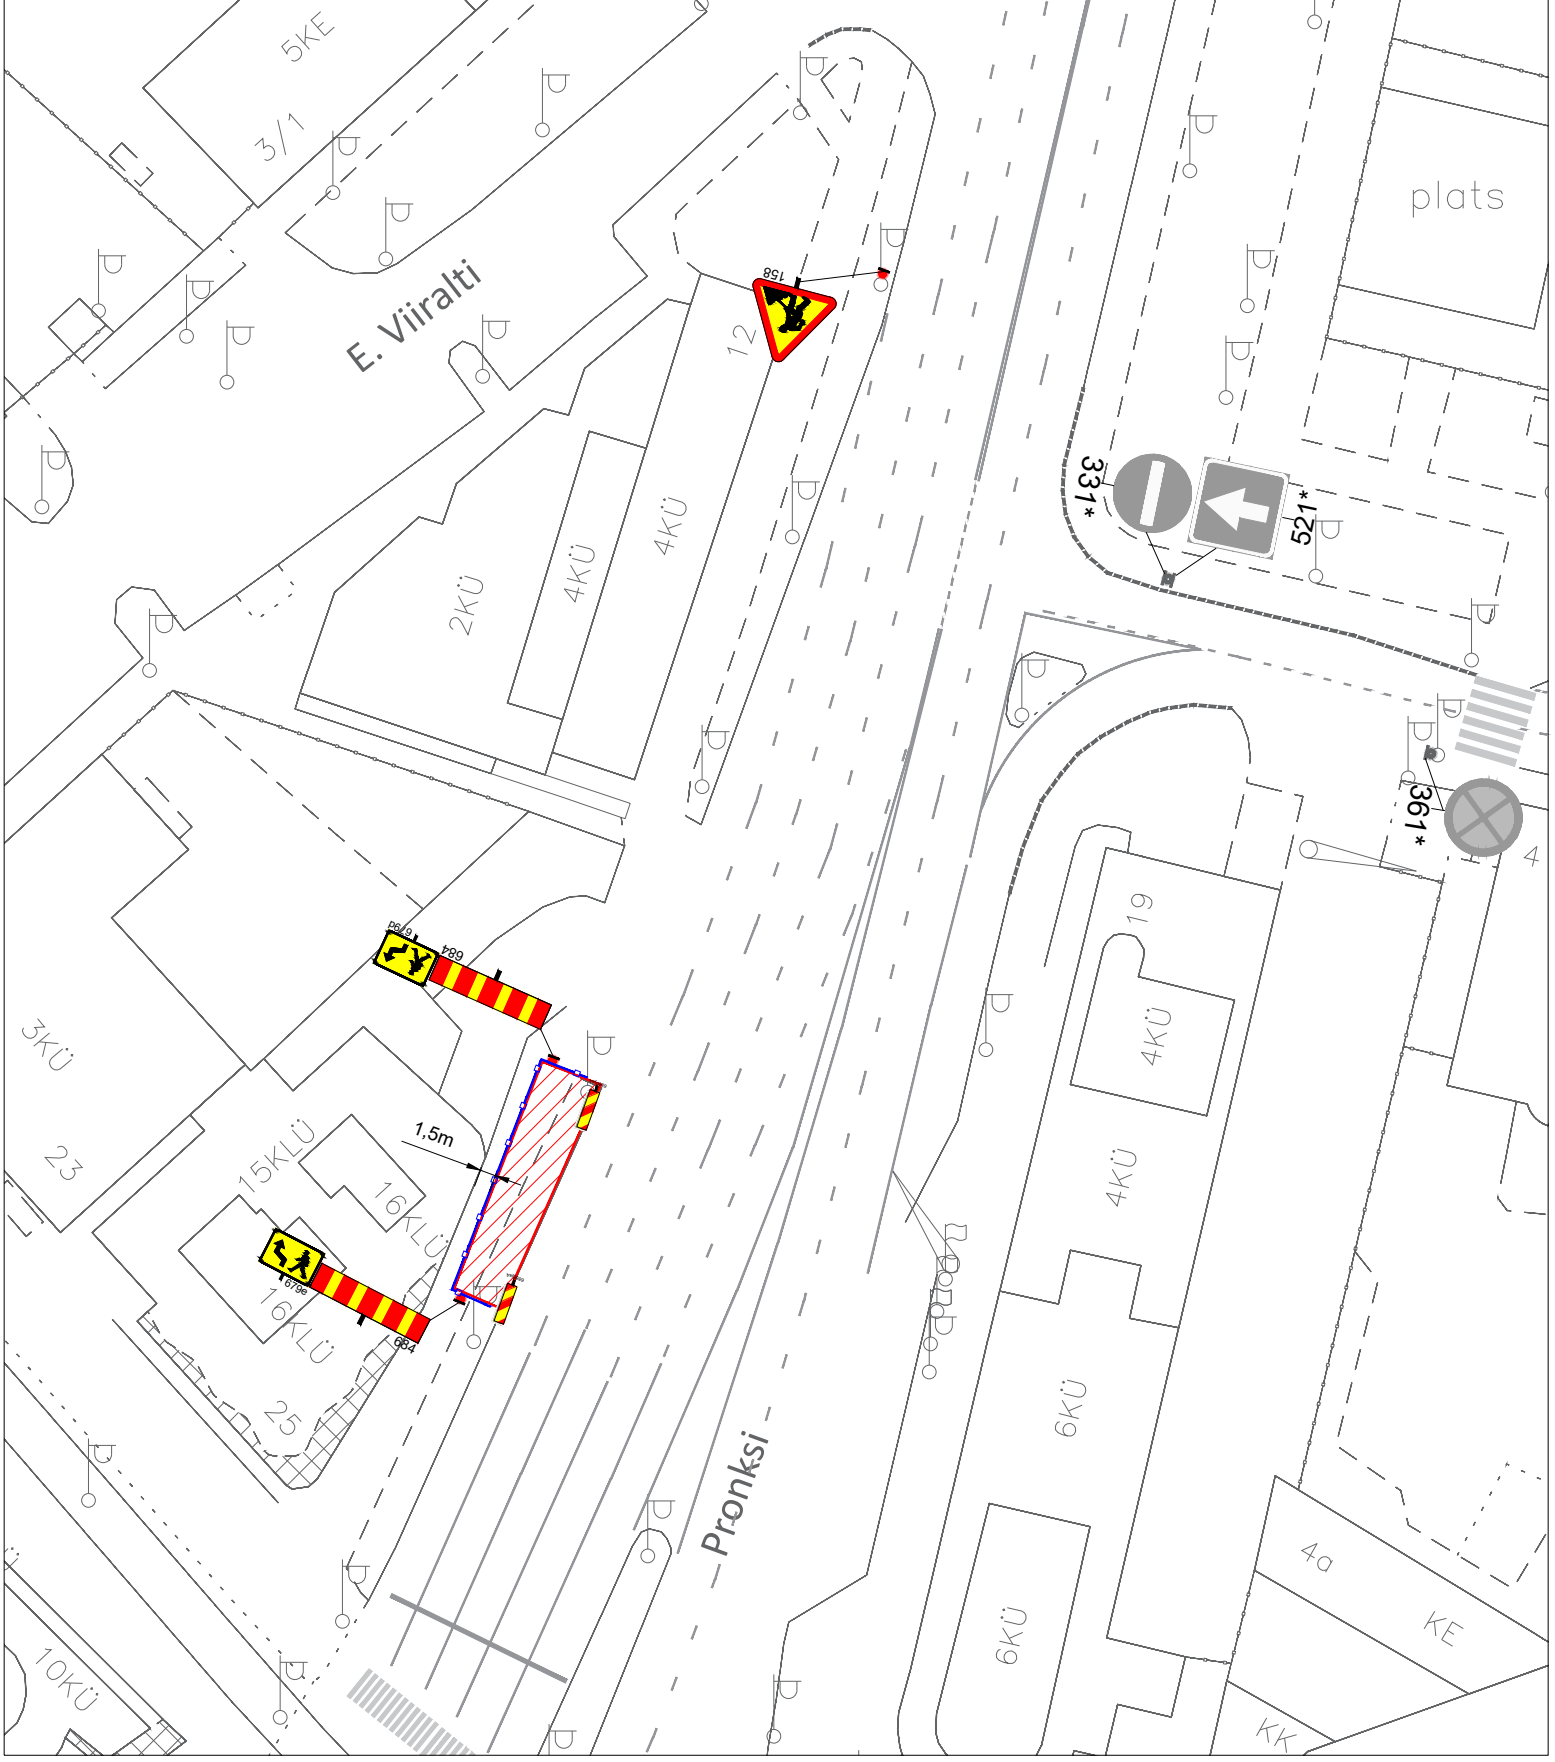 5KE
3/1
plats
158
E. Viiralti
12
331*
521*
4KÜ
4KÜ
2KÜ
361*
4
19
679d
684
4KÜ
3KÜ
1,5m
15KLÜ
23
16KLÜ
4KÜ
679e
16KLÜ
684
25
6KÜ
Pronksi
4a
6KÜ
KE
10KÜ
KK